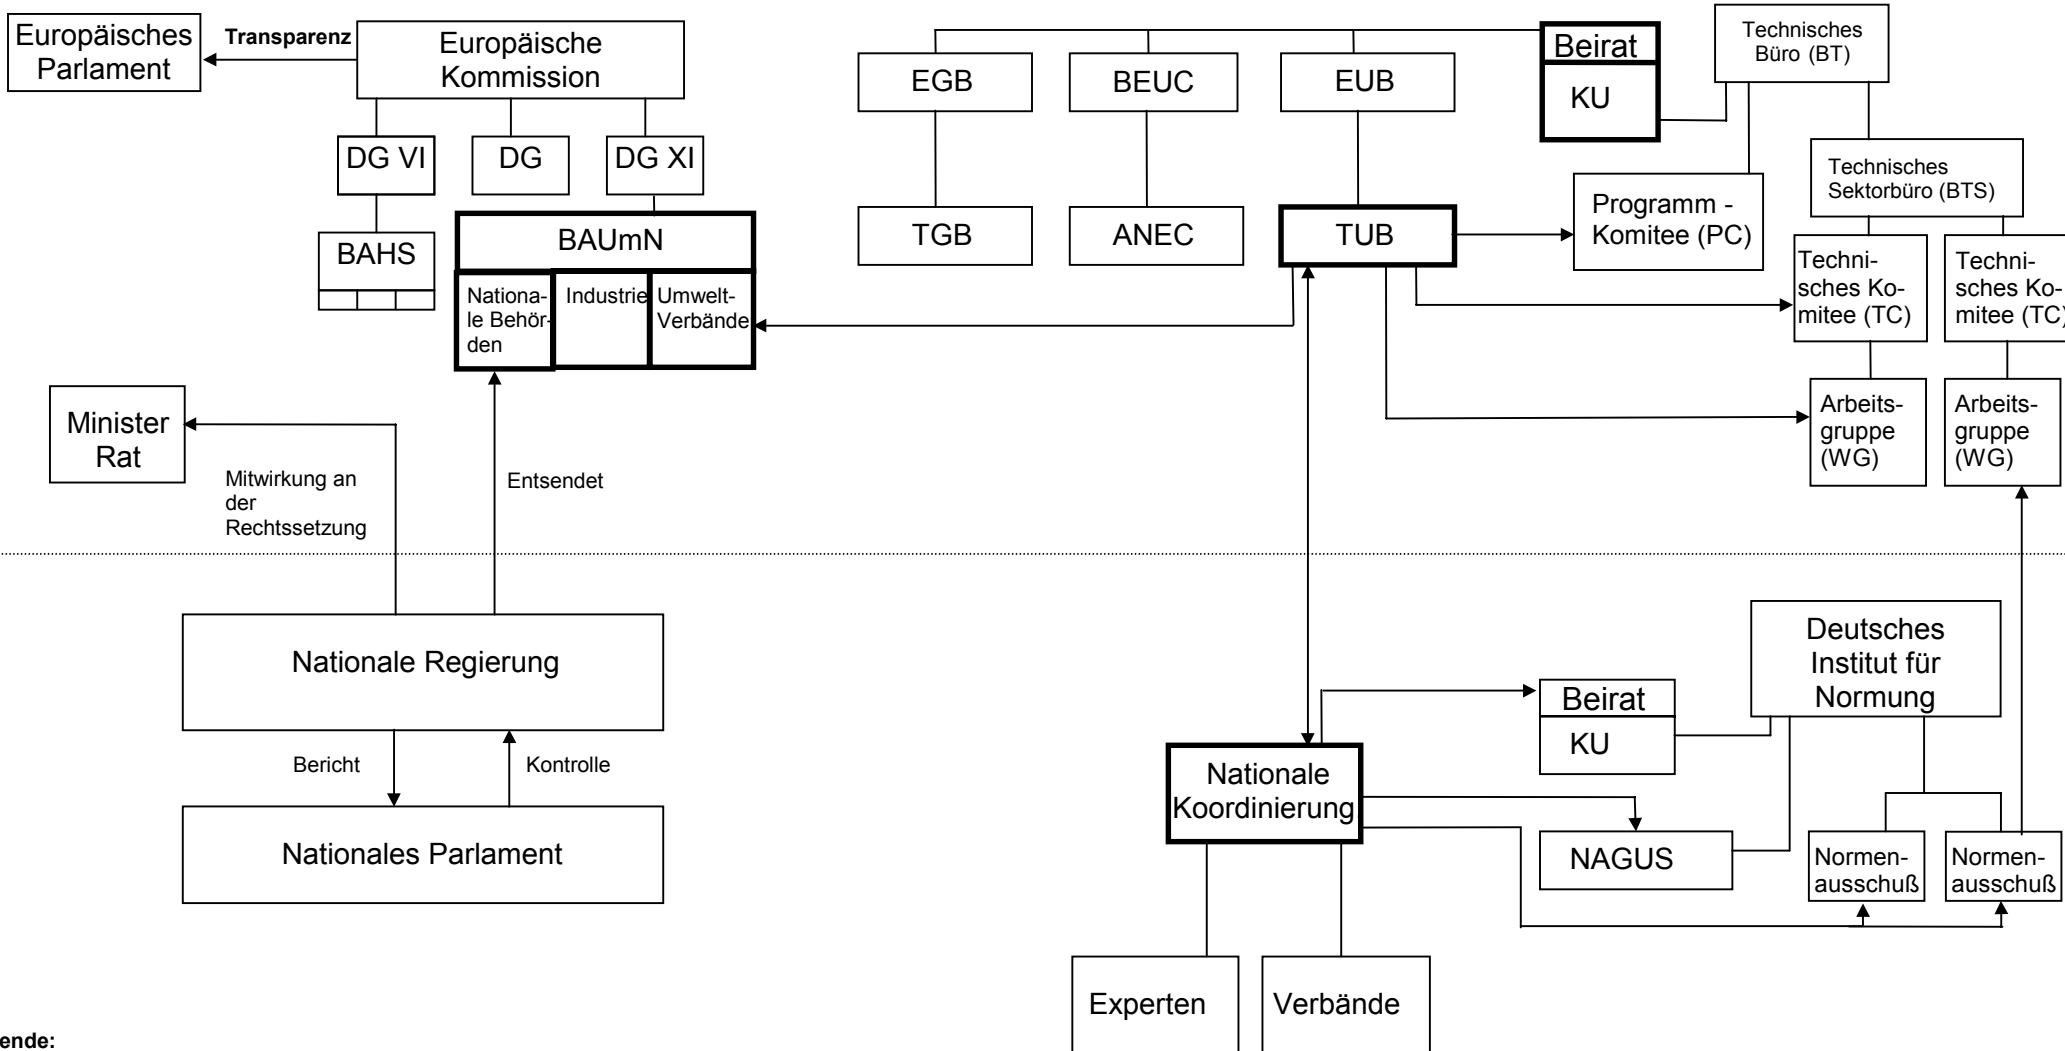 Europäisches
Parlament
Transparenz
Europäische
Kommission
DG VI
DG
DG XI
BAHS
BAUmN
Nationa-
le Behör-
den
Industrie
Umwelt-
Verbände
EGB
BEUC
EUB
TGB
ANEC
TUB
Beirat
KU
Technisches
Büro (BT)
Technisches
Sektorbüro (BTS)
Programm -
Komitee (PC)
Techni-
sches Ko-
mitee (TC)
Techni-
sches Ko-
mitee (TC)
Arbeits-
gruppe
(WG)
Arbeits-
gruppe
(WG)
Minister
Rat
Mitwirkung an
der
Rechtssetzung
Entsendet
Nationale Regierung
Bericht
Kontrolle
Nationales Parlament
Nationale
Koordinierung
Experten
Verbände
Beirat
KU
NAGUS
Deutsches
Institut für
Normung
Normen-
ausschuß
Normen-
ausschuß
ende: